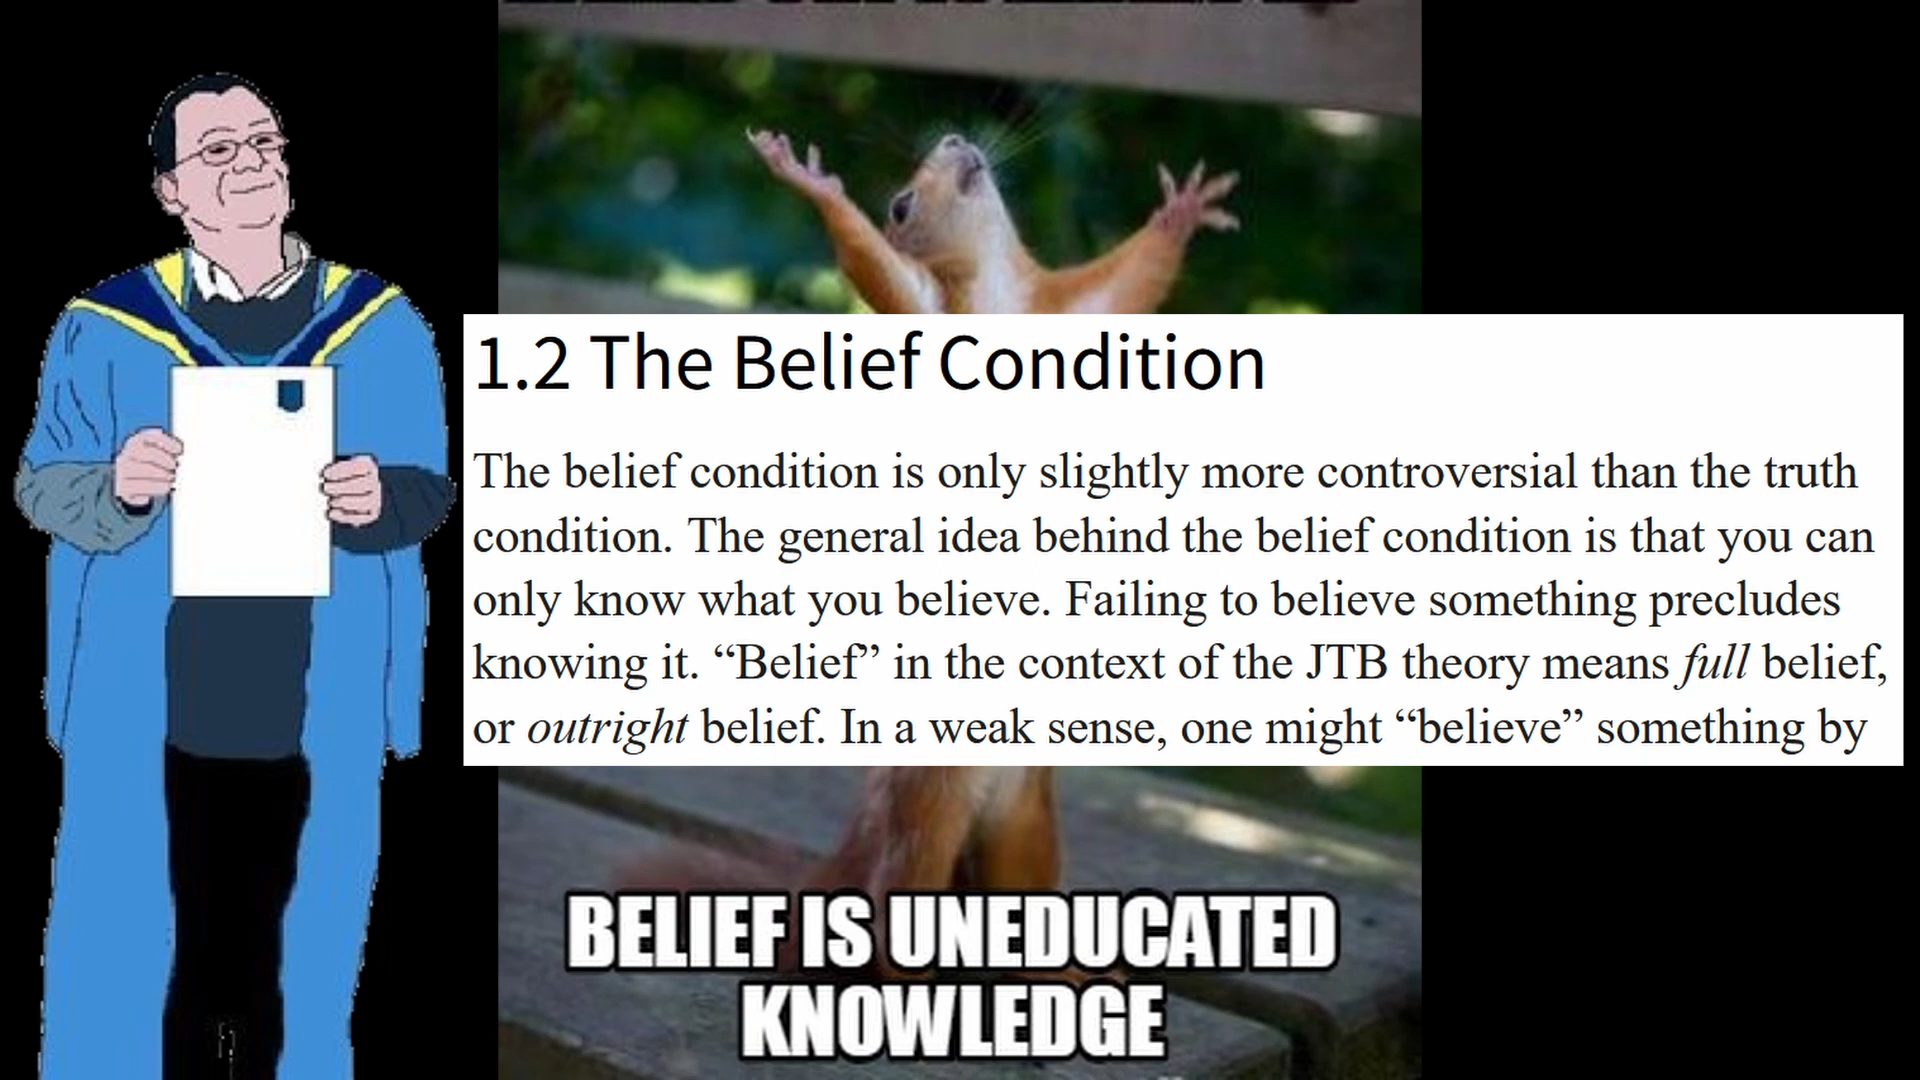 1.2 The Belief Condition
The belief condition is only slightly more controversial than the truth
condition. The general idea behind the belief condition is that you can
only know what you believe. Failing to believe something precludes
knowing it. “Belief” in the context of the JTB theory means full belief,
or outright belief. In a weak sense, one might “believe” something by
BELIEF IS UNEDUCATED
KNOWLEDGE